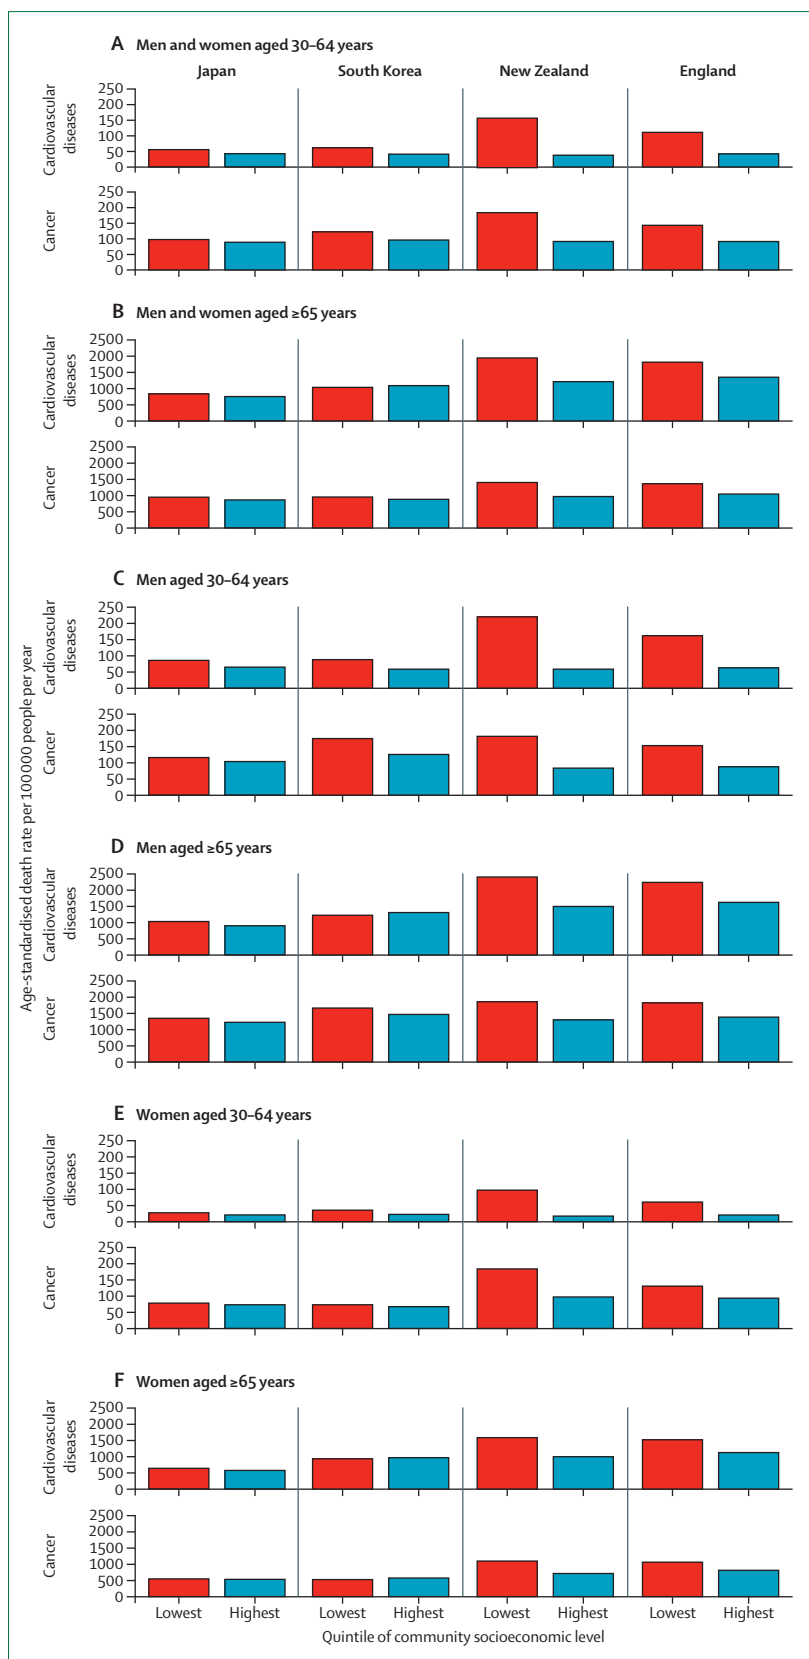 A Men and women aged 30–64 years
Japan South Korea New Zealand England
Cardiovascular
diseases
250
200
150
100
50
0
Cancer
250
200
150
100
50
0
B Men and women aged ≥65 years
Cardiovascular
diseases
2500
2000
1500
1000
500
0
Cancer
2500
2000
1500
1000
500
0
C Men aged 30–64 years
Cardiovascular
diseases
250
200
150
100
50
0
Cancer
250
200
150
100
50
0
Age-standardised death rate per 100 000 people per year
D Men aged ≥65 years
Cardiovascular
diseases
2500
2000
1500
1000
500
0
Cancer
2500
2000
1500
1000
500
0
E Women aged 30–64 years
Cardiovascular
diseases
250
200
150
100
50
0
Cancer
250
200
150
100
50
0
F Women aged ≥65 years
Cardiovascular
diseases
2500
2000
1500
1000
500
0
Cancer
2500
2000
1500
1000
500
0
Lowest Highest Lowest Highest Lowest Highest Lowest Highest
Quintile of community socioeconomic level